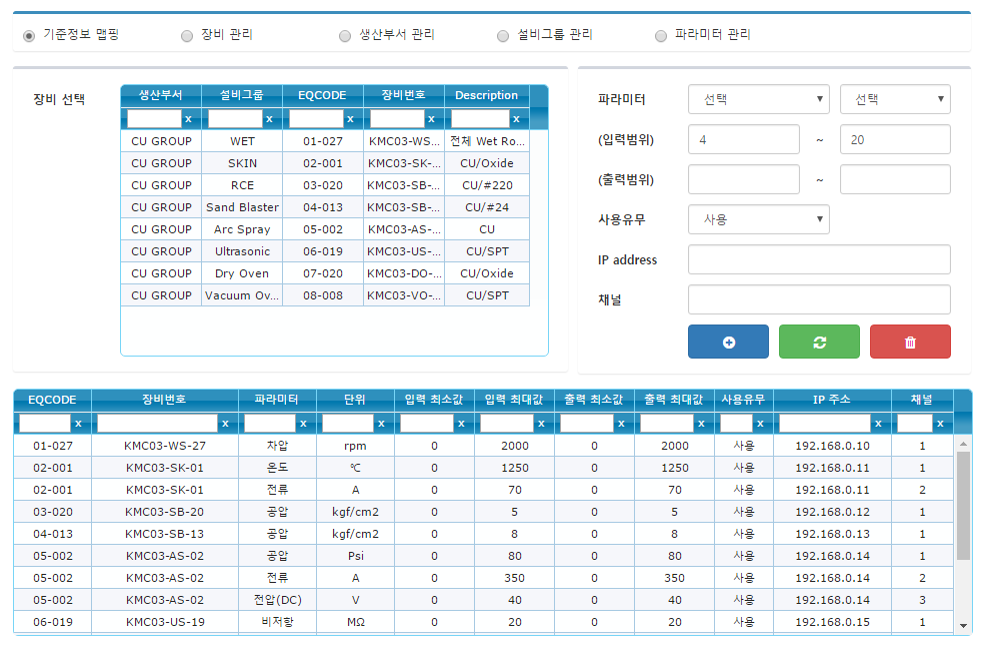 기준정보 맵핑 장비 관리 생산부서 관리 설비그룹 관리 파라미터 관리
장비 선택
생산부서 설비그룹 EQCODE 장비번호 Description
x x x x x
CU GROUP WET 01-027 KMC03-WS... 전체 Wet Ro...
CU GROUP SKIN 02-001 KMC03-SK-... CU/Oxide
CU GROUP RCE 03-020 KMC03-SB-... CU/#220
CU GROUP Sand Blaster 04-013 KMC03-SB-... CU/#24
CU GROUP Arc Spray 05-002 KMC03-AS-... CU
CU GROUP Ultrasonic 06-019 KMC03-US-... CU/SPT
CU GROUP Dry Oven 07-020 KMC03-DO-... CU/Oxide
CU GROUP Vacuum Ov... 08-008 KMC03-VO-... CU/SPT
파라미터 선택 선택
(입력범위) 4 ~ 20
(출력범위) ~
사용유무 사용
IP address
채널
EQCODE 장비번호 파라미터 단위 입력 최소값 입력 최대값 출력 최소값 출력 최대값 사용유무 IP 주소 채널
x x x x x x x x x x x
01-027 KMC03-WS-27 차압 rpm 0 2000 0 2000 사용 192.168.0.10 1
02-001 KMC03-SK-01 온도 ℃ 0 1250 0 1250 사용 192.168.0.11 1
02-001 KMC03-SK-01 전류 A 0 70 0 70 사용 192.168.0.11 2
03-020 KMC03-SB-20 공압 kgf/cm2 0 5 0 5 사용 192.168.0.12 1
04-013 KMC03-SB-13 공압 kgf/cm2 0 8 0 8 사용 192.168.0.13 1
05-002 KMC03-AS-02 공압 Psi 0 80 0 80 사용 192.168.0.14 1
05-002 KMC03-AS-02 전류 A 0 350 0 350 사용 192.168.0.14 2
05-002 KMC03-AS-02 전압(DC) V 0 40 0 40 사용 192.168.0.14 3
06-019 KMC03-US-19 비저항 MΩ 0 20 0 20 사용 192.168.0.15 1